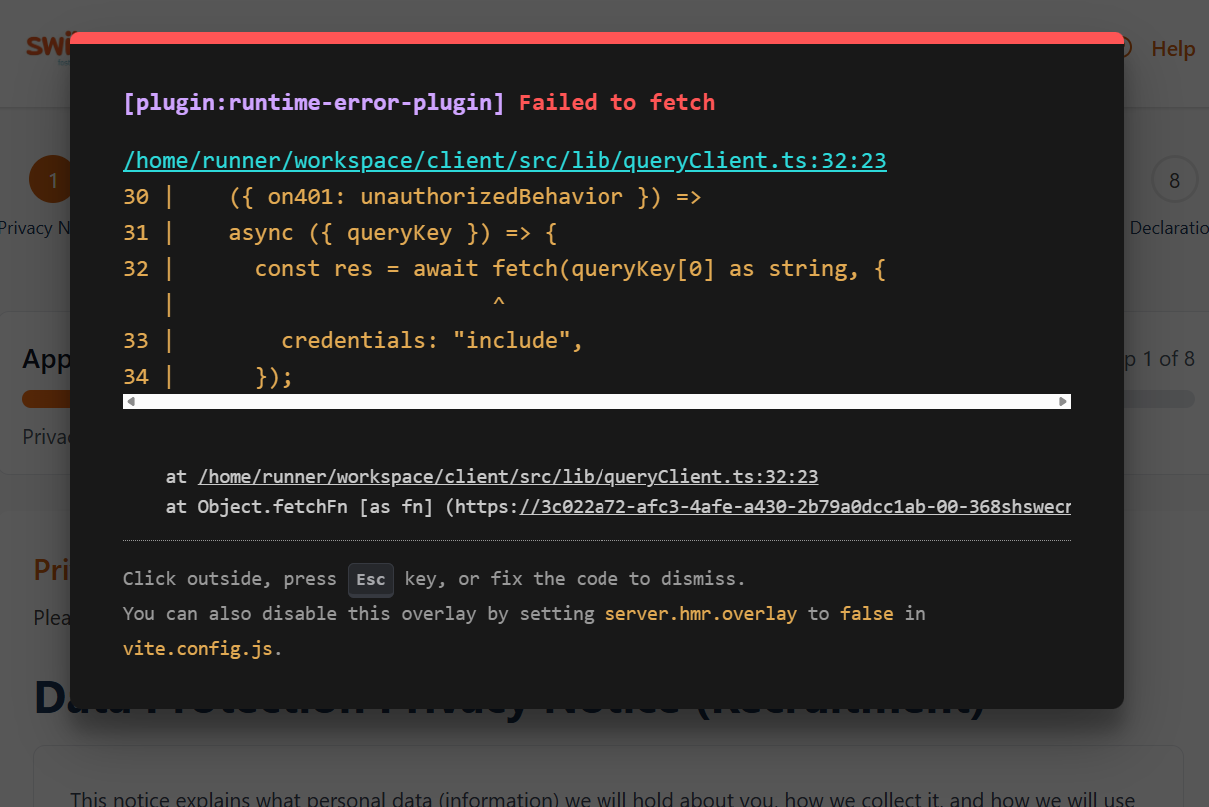 swi
Help
[plugin:runtime-error-plugin] Failed to fetch
/home/runner/workspace/client/src/lib/queryClient.ts:32:23
30 |    ({ on401: unauthorizedBehavior }) =>
31 |    async ({ queryKey }) => {
32 |      const res = await fetch(queryKey[0] as string, {
   |                        ^
33 |        credentials: "include",
34 |      });
1
8
Privacy N
Declaratio
App
p 1 of 8
Priva
at /home/runner/workspace/client/src/lib/queryClient.ts:32:23
at Object.fetchFn [as fn] (https://3c022a72-afc3-4afe-a430-2b79a0dcc1ab-00-368shswecr
Click outside, press Esc key, or fix the code to dismiss.
You can also disable this overlay by setting server.hmr.overlay to false in
vite.config.js.
Pri
Plea
Data Protection Privacy Notice (Recruitment)
This notice explains what personal data (information) we will hold about you, how we collect it, and how we will use